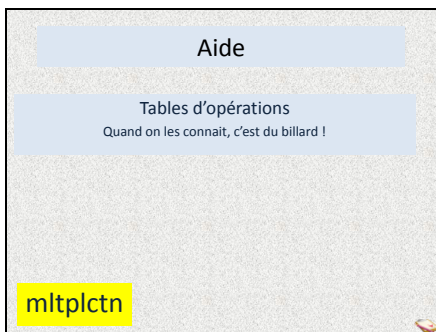 Aide
Tables d’opérations
Quand on les connait, c’est du billard !
mltplctn